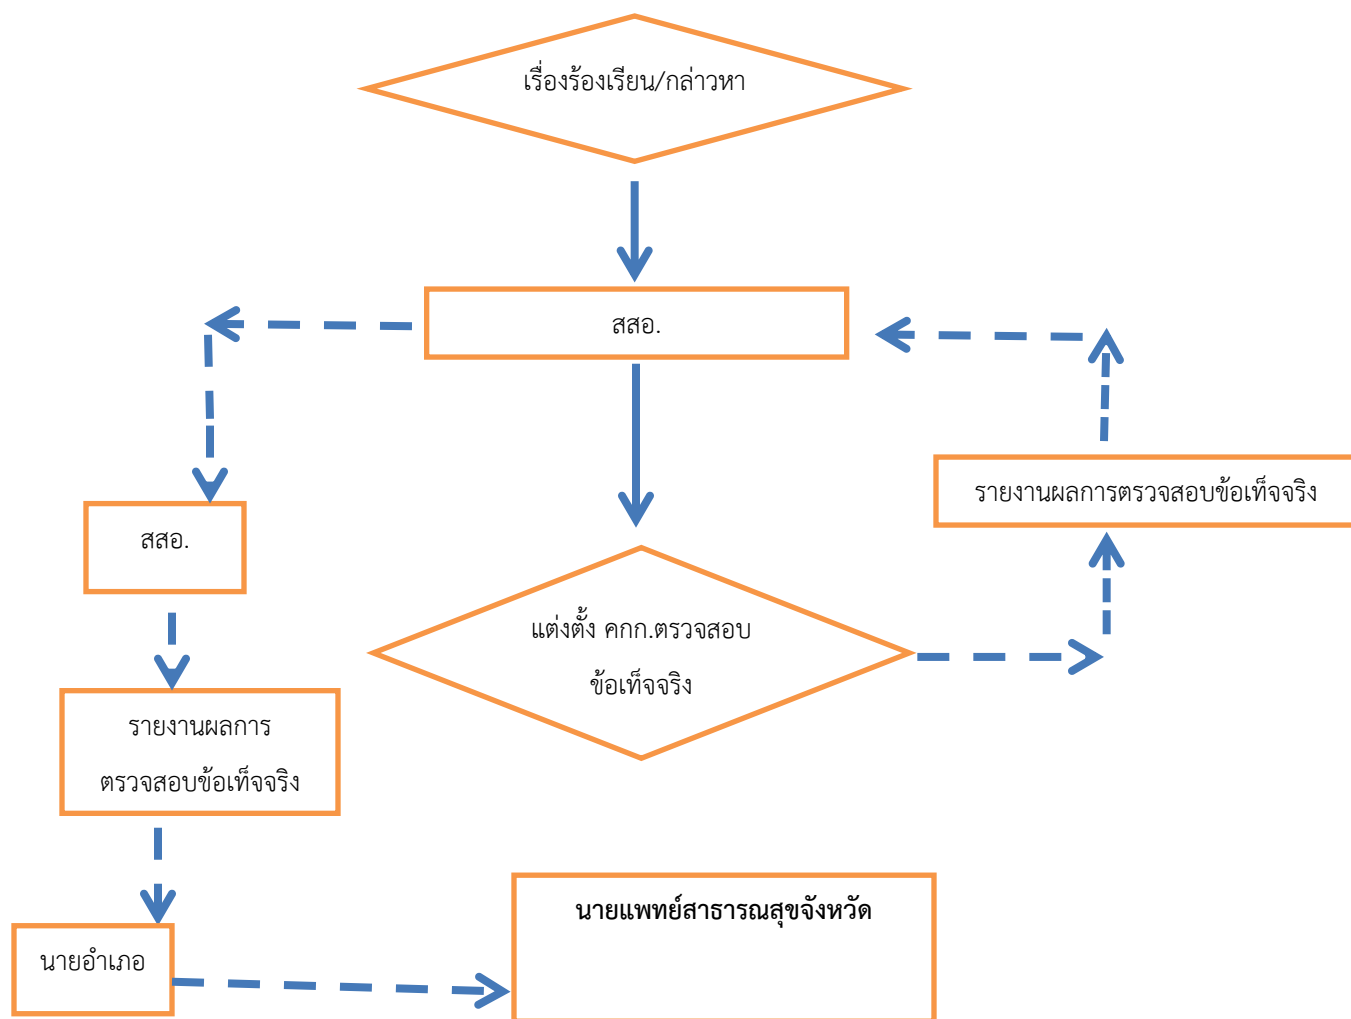 เรื่องร้องเรียน/กล่าวหา
สสอ.
รายงานผลการตรวจสอบข้อเท็จจริง
สสอ.
แต่งตั้ง คกก.ตรวจสอบ
ข้อเท็จจริง
รายงานผลการ
ตรวจสอบข้อเท็จจริง
นายแพทย์สาธารณสุขจังหวัด
นายอำเภอ